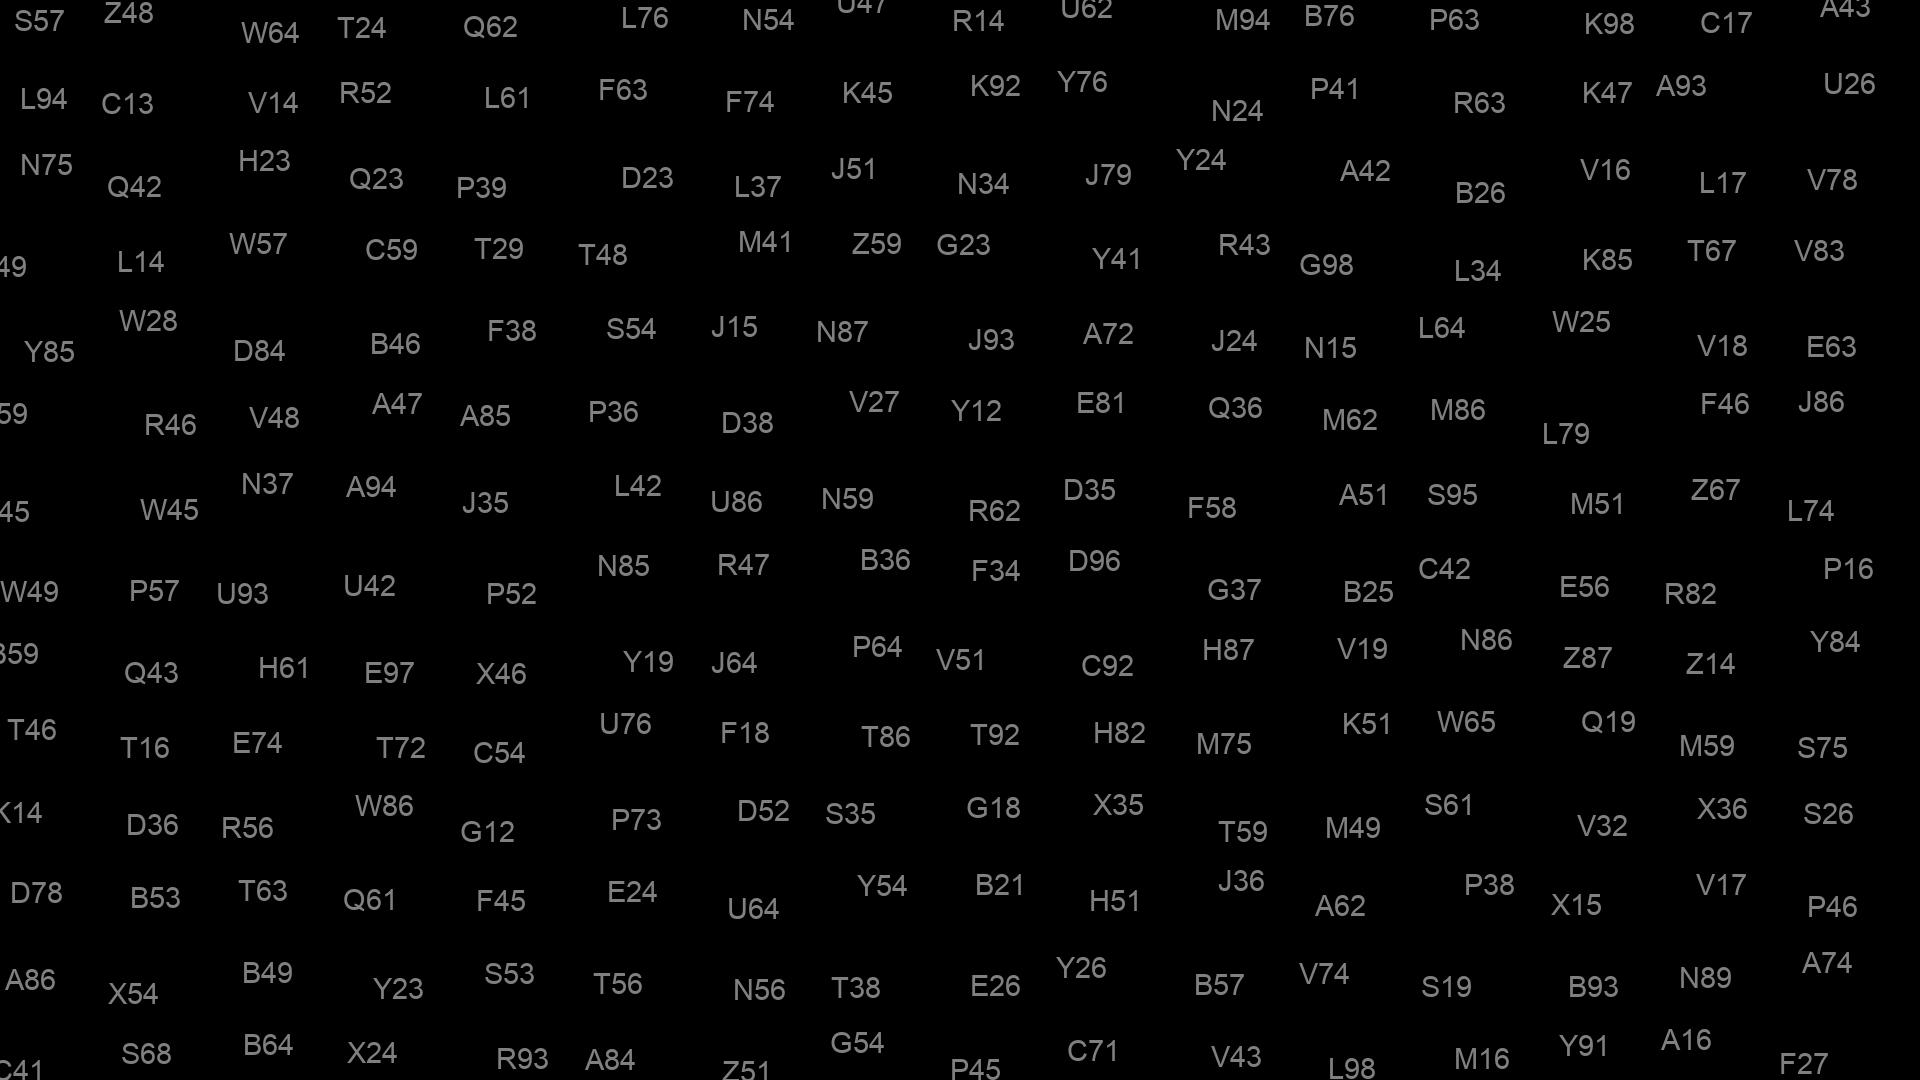 S57 Z48 W64 T24 Q62 L76 N54 U47 R14 U62 M94 B76 P63 K98 C17 A43
L94 C13 V14 R52 L61 F63 F74 K45 K92 Y76 N24 P41 R63 K47 A93 U26
N75 Q42 H23 Q23 P39 D23 L37 J51 N34 J79 Y24 A42 B26 V16 L17 V78
49 L14 W57 C59 T29 T48 M41 Z59 G23 Y41 R43 G98 L34 K85 T67 V83
Y85 W28 D84 B46 F38 S54 J15 N87 J93 A72 J24 N15 L64 W25 V18 E63
59 R46 V48 A47 A85 P36 D38 V27 Y12 E81 Q36 M62 M86 L79 F46 J86
45 W45 N37 A94 J35 L42 U86 N59 R62 D35 F58 A51 S95 M51 Z67 L74
W49 P57 U93 U42 P52 N85 R47 B36 F34 D96 G37 B25 C42 E56 R82 P16
B59 Q43 H61 E97 X46 Y19 J64 P64 V51 C92 H87 V19 N86 Z87 Z14 Y84
T46 T16 E74 T72 C54 U76 F18 T86 T92 H82 M75 K51 W65 Q19 M59 S75
K14 D36 R56 W86 G12 P73 D52 S35 G18 X35 T59 M49 S61 V32 X36 S26
D78 B53 T63 Q61 F45 E24 U64 Y54 B21 H51 J36 A62 P38 X15 V17 P46
A86 X54 B49 Y23 S53 T56 N56 T38 E26 Y26 B57 V74 S19 B93 N89 A74
C41 S68 B64 X24 R93 A84 Z51 G54 P45 C71 V43 L98 M16 Y91 A16 F27